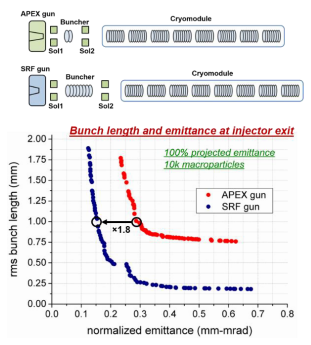 APEX gun
Buncher
Cryomodule
Sol1
Sol2
SRF gun
Buncher
Cryomodule
Sol1
Sol2
Bunch length and emittance at injector exit
100% projected emittance
10k macroparticles
APEX gun
SRF gun
×1.8
rms bunch length (mm)
2.00
1.75
1.50
1.25
1.00
0.75
0.50
0.25
0.00
0.0 0.1 0.2 0.3 0.4 0.5 0.6 0.7 0.8
normalized emittance (mm-mrad)